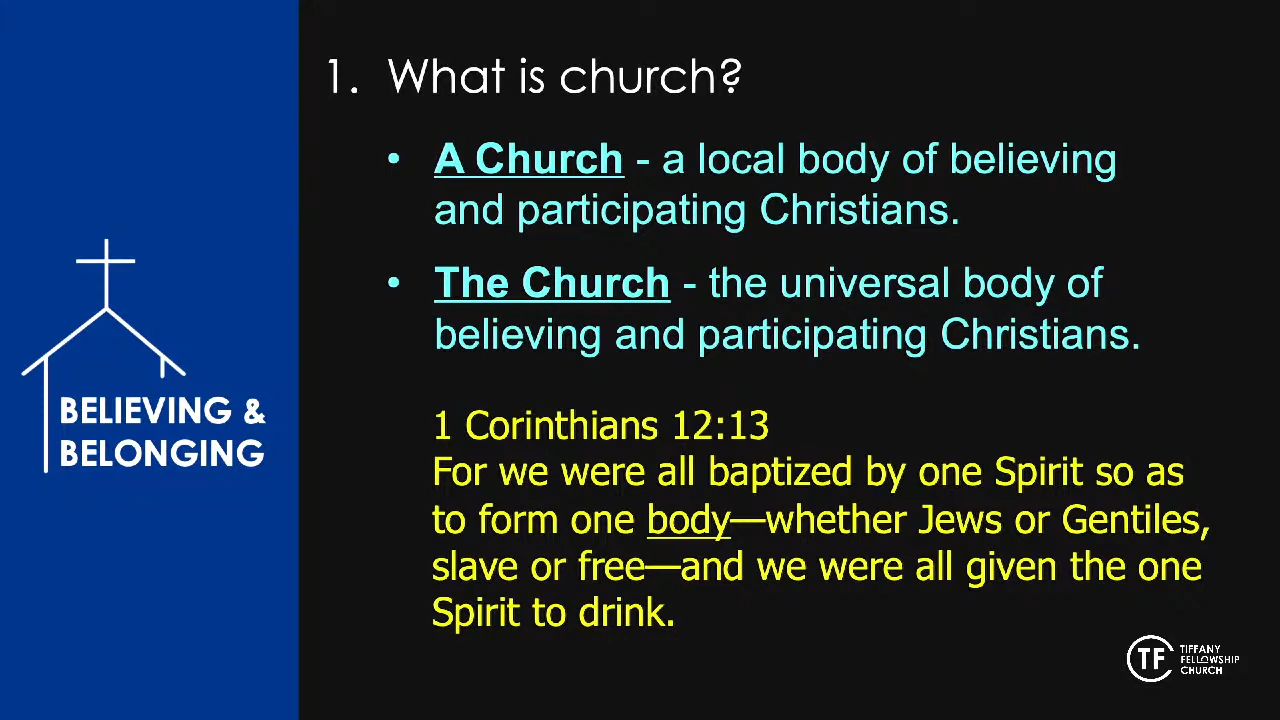 1. What is church?
• A Church - a local body of believing
and participating Christians.
• The Church - the universal body of
believing and participating Christians.
1 Corinthians 12:13
For we were all baptized by one Spirit so as
to form one body—whether Jews or Gentiles,
slave or free—and we were all given the one
Spirit to drink.
BELIEVING &
BELONGING
TF
TIFFANY
FELLOWSHIP
CHURCH